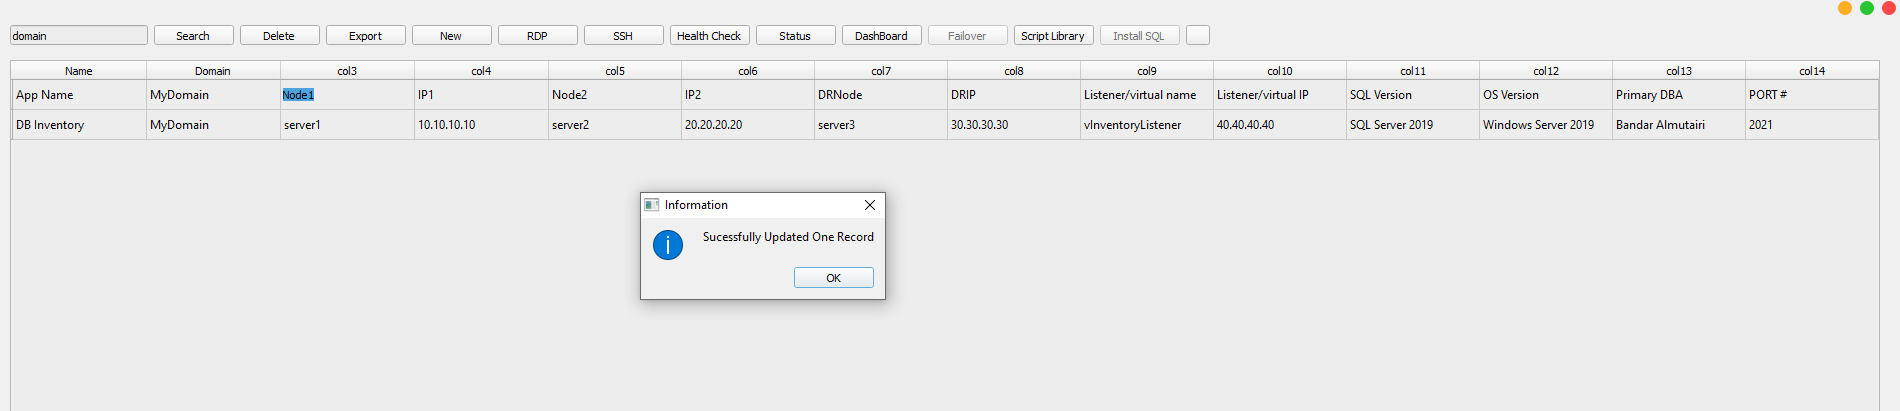 domain Search Delete Export New RDP SSH Health Check Status DashBoard Failover Script Library Install SQL
Name Domain col3 col4 col5 col6 col7 col8 col9 col10 col11 col12 col13 col14
App Name MyDomain Node1 IP1 Node2 IP2 DRNode DRIP Listener/virtual name Listener/virtual IP SQL Version OS Version Primary DBA PORT #
DB Inventory MyDomain server1 10.10.10.10 server2 20.20.20.20 server3 30.30.30.30 vInventoryListener 40.40.40.40 SQL Server 2019 Windows Server 2019 Bandar Almutairi 2021
Information
Sucessfully Updated One Record
OK